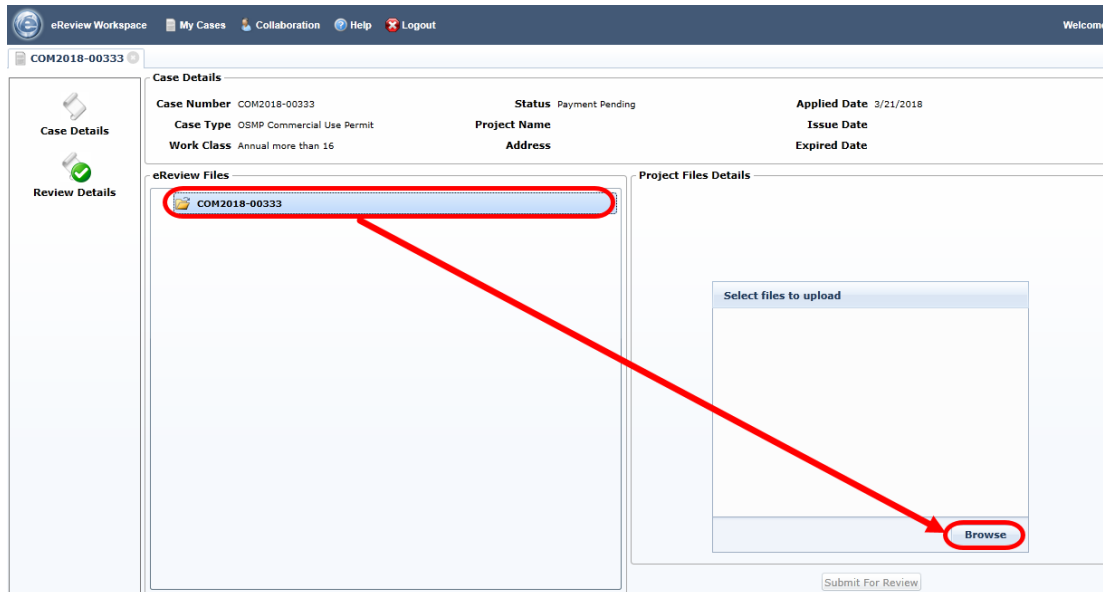 eReview Workspace My Cases Collaboration Help Logout Welcome
COM2018-00333
Case Details
Review Details
Case Details
Case Number COM2018-00333 Status Payment Pending Applied Date 3/21/2018
Case Type OSMP Commercial Use Permit Project Name Issue Date
Work Class Annual more than 16 Address Expired Date
eReview Files
COM2018-00333
Project Files Details
Select files to upload
Browse
Submit For Review